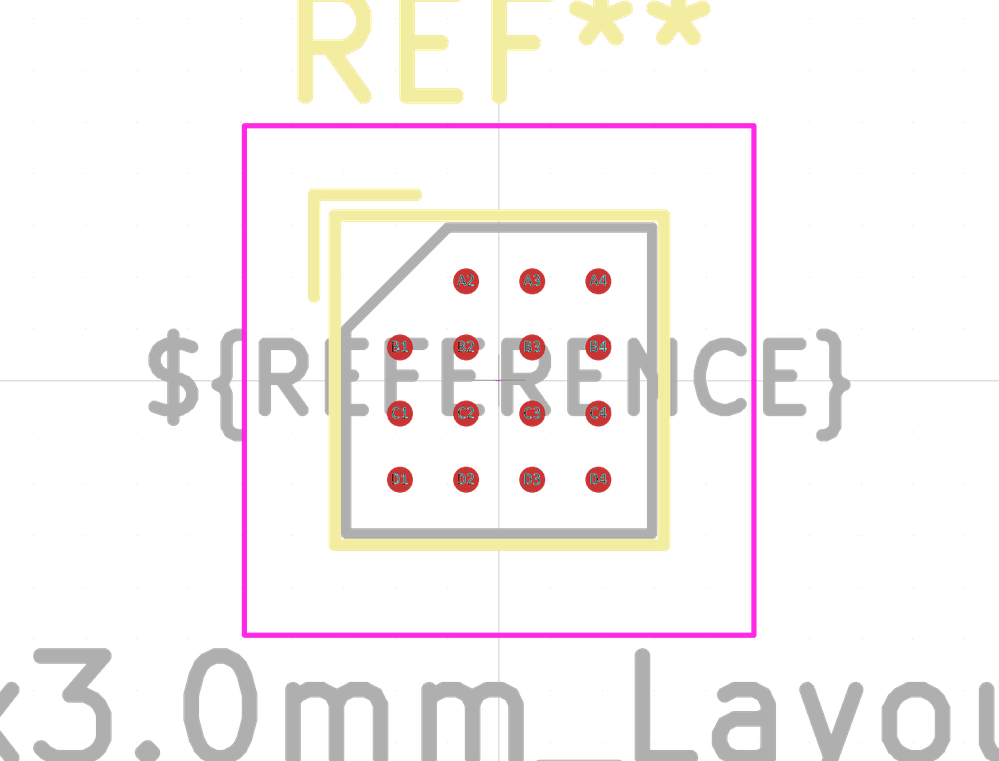 REF**
A2 A3 A4
B1 B2 B3 B4
${REFERENCE}
C1 C2 C3 C4
D1 D2 D3 D4
x3.0mm_Layou